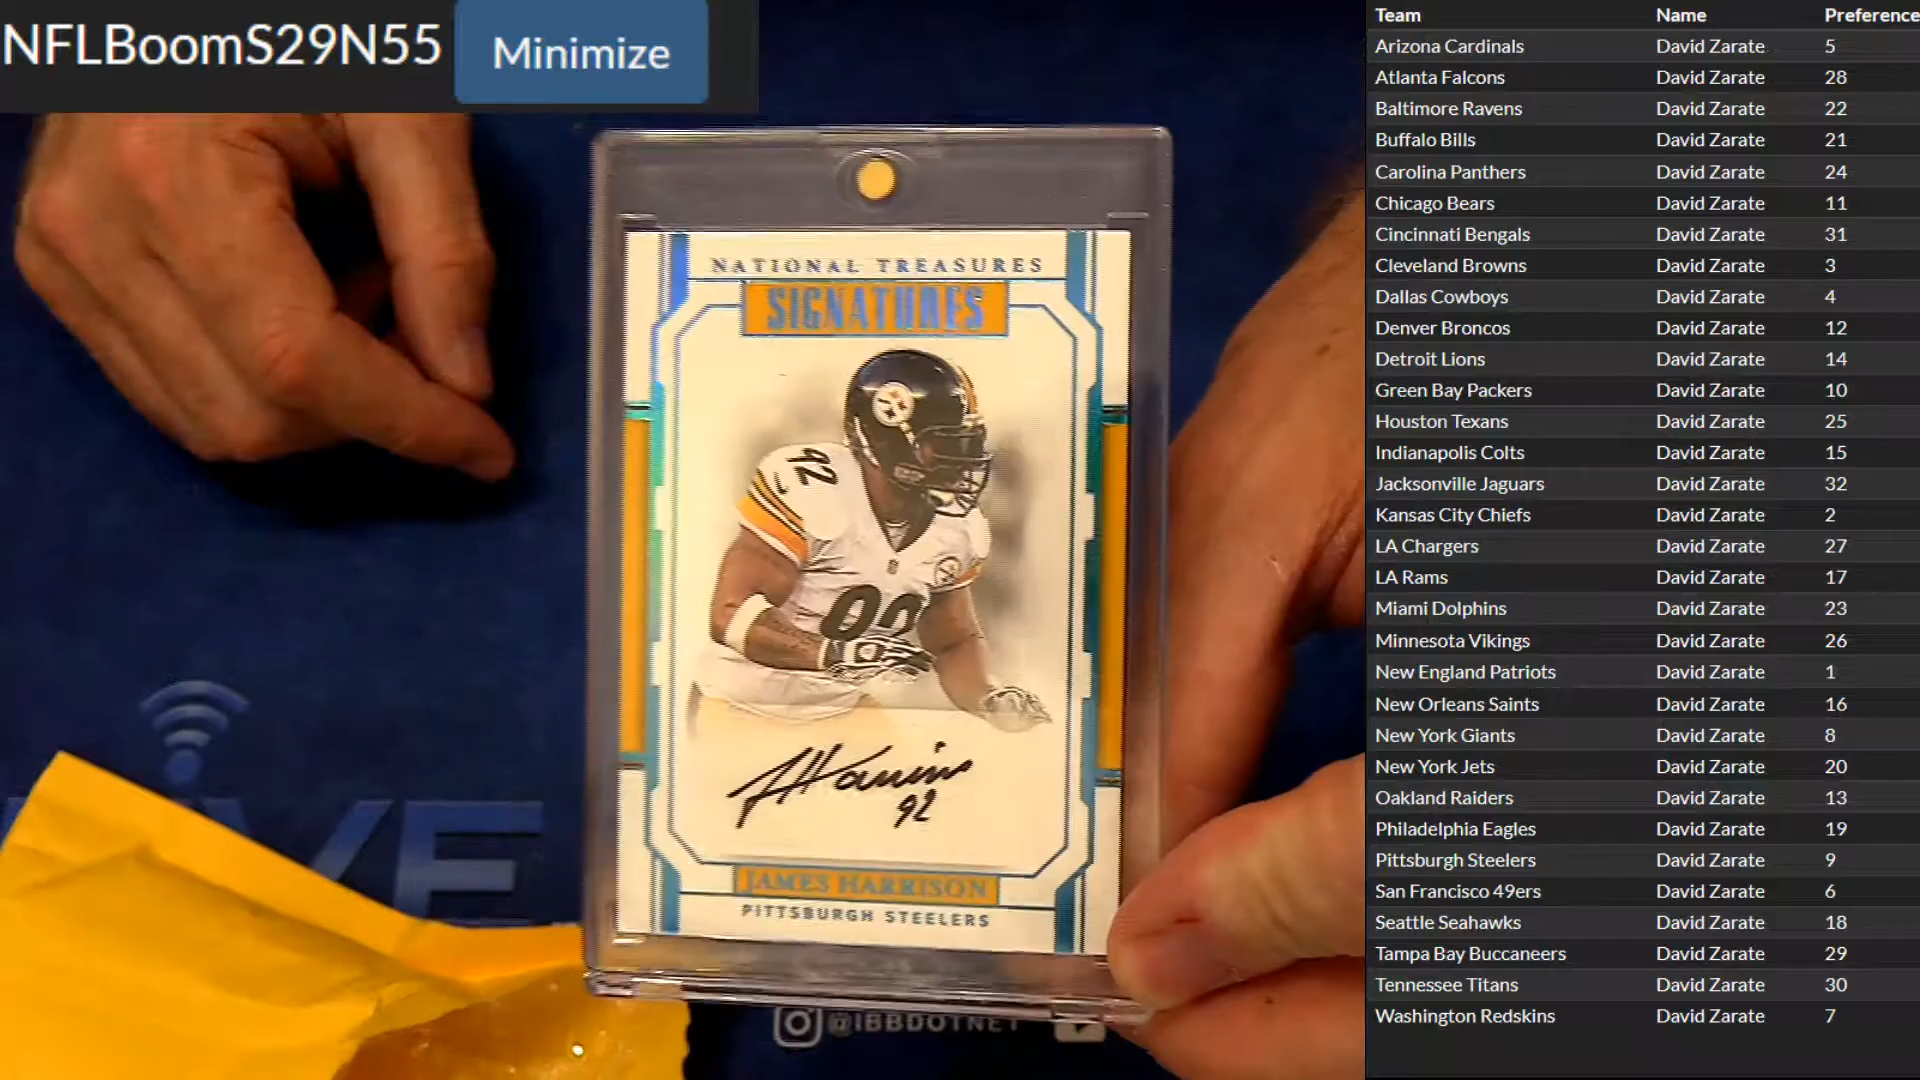 NFLBoomS29N55
Minimize
NATIONAL TREASURES
SIGNATURES
92
92
JHarrison
92
JAMES HARRISON
PITTSBURGH STEELERS
@IBBDOTNET
Team Name Preference
Arizona Cardinals David Zarate 5
Atlanta Falcons David Zarate 28
Baltimore Ravens David Zarate 22
Buffalo Bills David Zarate 21
Carolina Panthers David Zarate 24
Chicago Bears David Zarate 11
Cincinnati Bengals David Zarate 31
Cleveland Browns David Zarate 3
Dallas Cowboys David Zarate 4
Denver Broncos David Zarate 12
Detroit Lions David Zarate 14
Green Bay Packers David Zarate 10
Houston Texans David Zarate 25
Indianapolis Colts David Zarate 15
Jacksonville Jaguars David Zarate 32
Kansas City Chiefs David Zarate 2
LA Chargers David Zarate 27
LA Rams David Zarate 17
Miami Dolphins David Zarate 23
Minnesota Vikings David Zarate 26
New England Patriots David Zarate 1
New Orleans Saints David Zarate 16
New York Giants David Zarate 8
New York Jets David Zarate 20
Oakland Raiders David Zarate 13
Philadelphia Eagles David Zarate 19
Pittsburgh Steelers David Zarate 9
San Francisco 49ers David Zarate 6
Seattle Seahawks David Zarate 18
Tampa Bay Buccaneers David Zarate 29
Tennessee Titans David Zarate 30
Washington Redskins David Zarate 7